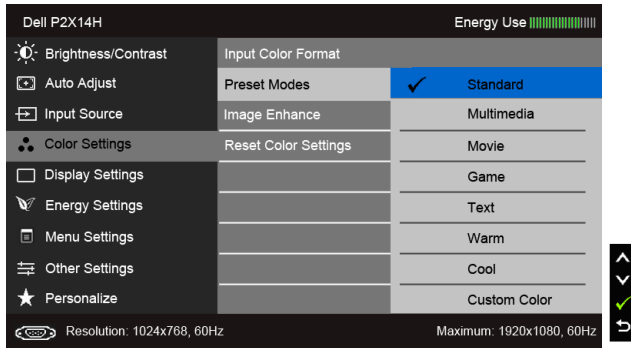 Dell P2X14H Energy Use
Brightness/Contrast Input Color Format
Auto Adjust Preset Modes Standard
Input Source Image Enhance Multimedia
Color Settings Reset Color Settings Movie
Display Settings Game
Energy Settings Text
Menu Settings Warm
Other Settings Cool
Personalize Custom Color
Resolution: 1024x768, 60Hz Maximum: 1920x1080, 60Hz